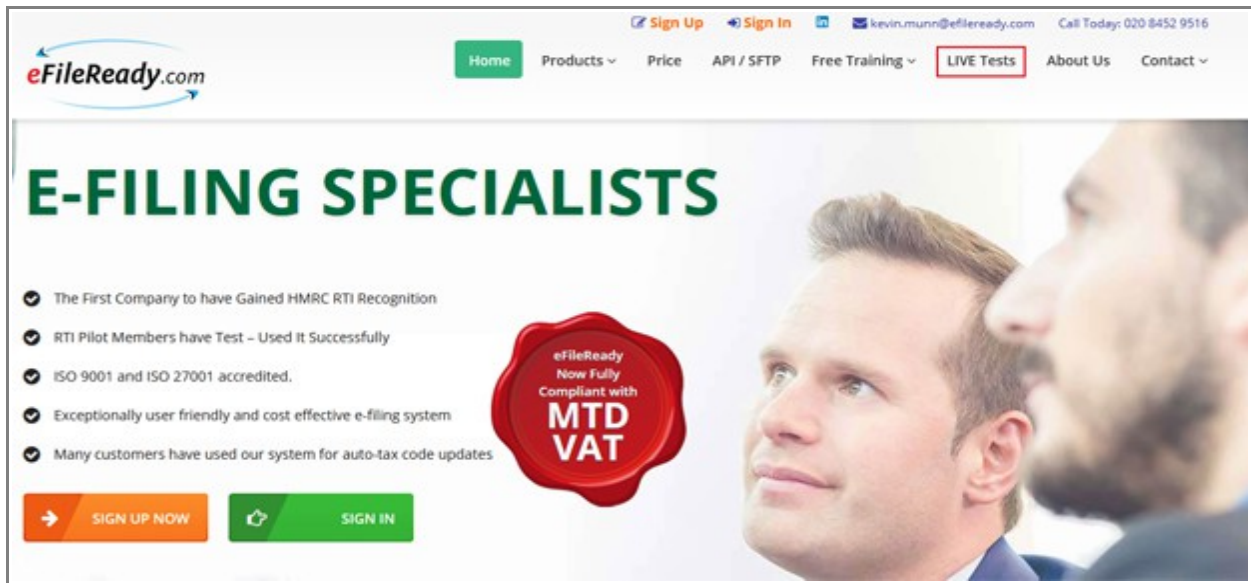 Sign Up Sign In in kevin.munn@efileready.com Call Today: 020 8452 9516
eFileReady.com
Home Products Price API / SFTP Free Training LIVE Tests About Us Contact
E-FILING SPECIALISTS
The First Company to have Gained HMRC RTI Recognition
RTI Pilot Members have Test – Used It Successfully
ISO 9001 and ISO 27001 accredited.
Exceptionally user friendly and cost effective e-filing system
Many customers have used our system for auto-tax code updates
eFileReady
Now Fully
Compliant with
MTD
VAT
SIGN UP NOW SIGN IN